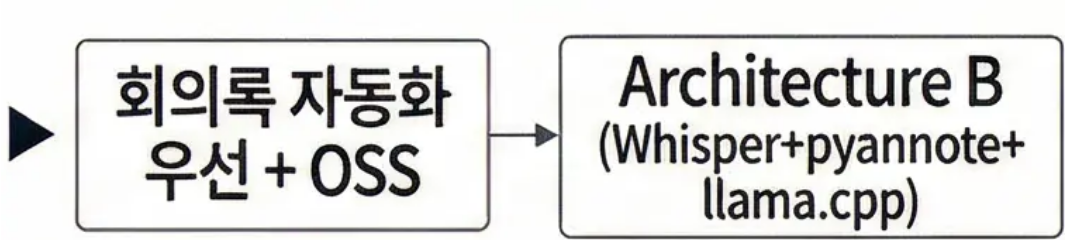 회의록 자동화
우선 + OSS
Architecture B
(Whisper+pyannote+
llama.cpp)